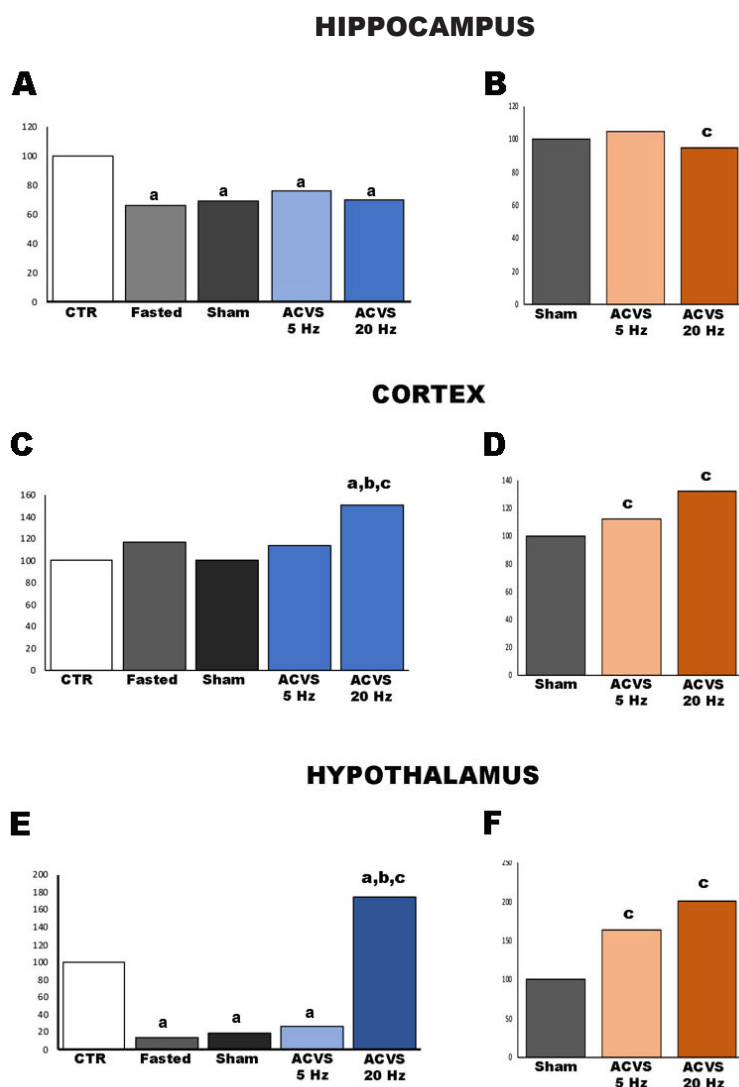 HIPPOCAMPUS
A
120
100
80
60
40
20
0
a
a
a
a
CTR
Fasted
Sham
ACVS
5 Hz
ACVS
20 Hz
B
120
100
80
60
40
20
0
c
Sham
ACVS
5 Hz
ACVS
20 Hz
CORTEX
C
160
140
120
100
80
60
40
20
0
a,b,c
CTR
Fasted
Sham
ACVS
5 Hz
ACVS
20 Hz
D
140
120
100
80
60
40
20
0
c
c
Sham
ACVS
5 Hz
ACVS
20 Hz
HYPOTHALAMUS
E
200
180
160
140
120
100
80
60
40
20
0
a
a
a
a,b,c
CTR
Fasted
Sham
ACVS
5 Hz
ACVS
20 Hz
F
250
200
150
100
50
0
c
c
Sham
ACVS
5 Hz
ACVS
20 Hz